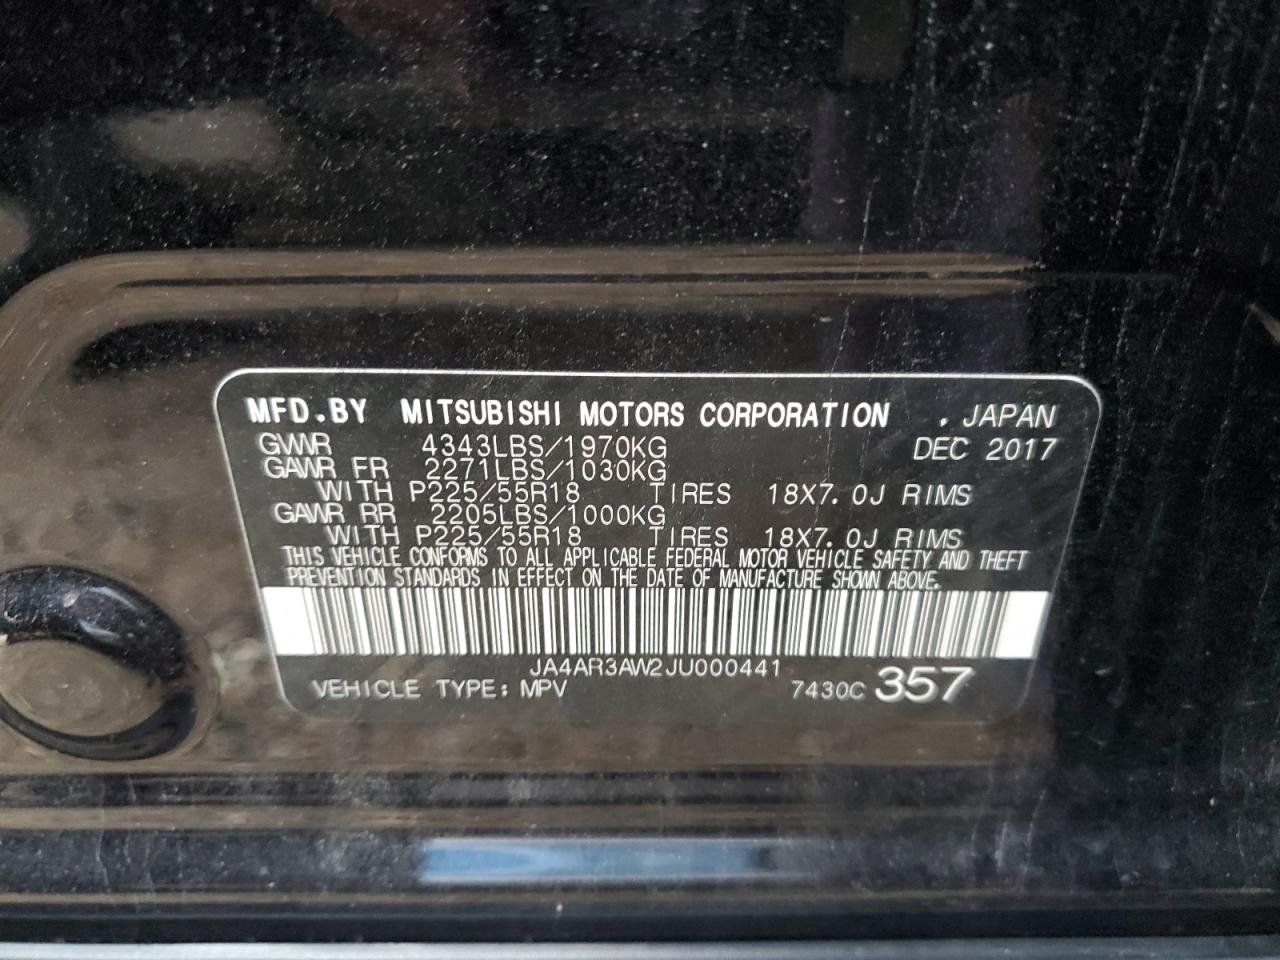 MFD.BY MITSUBISHI MOTORS CORPORATION , JAPAN
GVWR 4343LBS/1970KG DEC 2017
GAWR FR 2271LBS/1030KG
WITH P225/55R18 TIRES 18X7.0J RIMS
GAWR RR 2205LBS/1000KG
WITH P225/55R18 TIRES 18X7.0J RIMS
THIS VEHICLE CONFORMS TO ALL APPLICABLE FEDERAL MOTOR VEHICLE SAFETY AND THEFT
PREVENTION STANDARDS IN EFFECT ON THE DATE OF MANUFACTURE SHOWN ABOVE.
JA4AR3AW2JU000441
VEHICLE TYPE: MPV 7430C 357